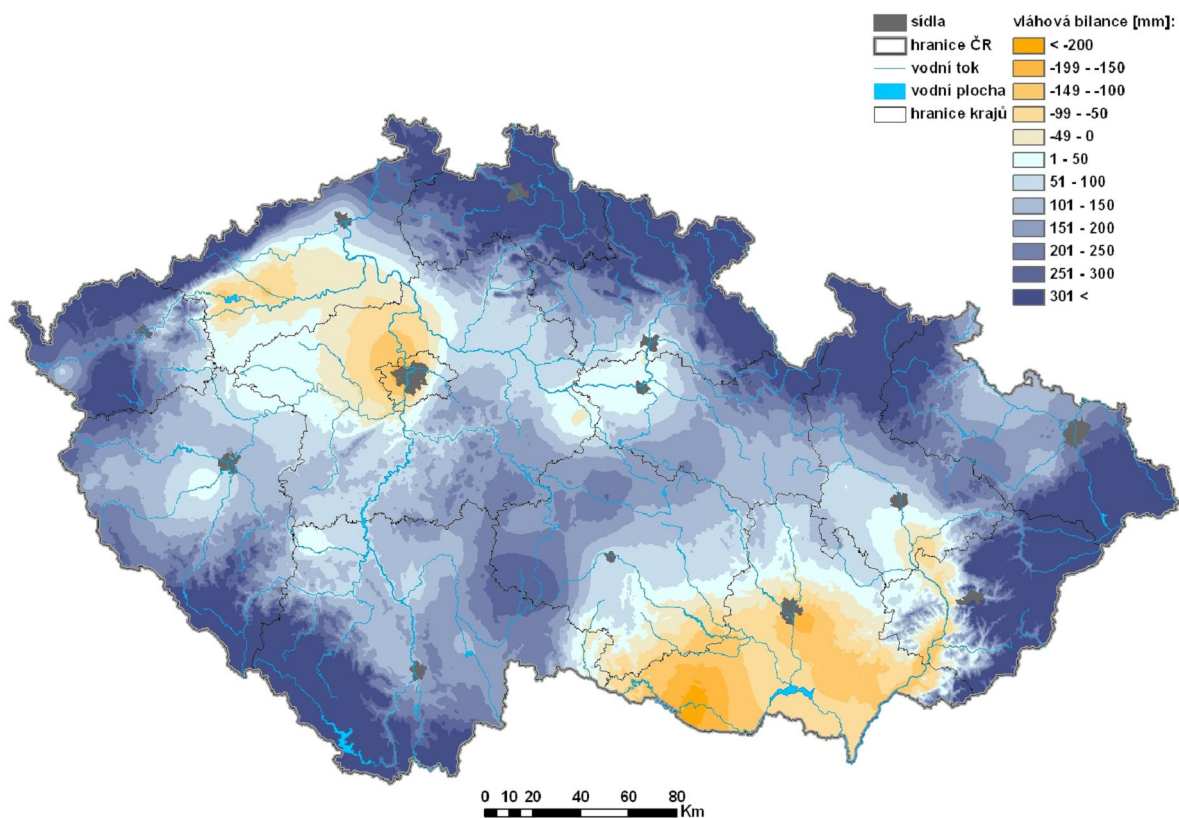 sídla
hranice ČR
vodní tok
vodní plocha
hranice krajů
vláhová bilance [mm]:
< -200
-199 - -150
-149 - -100
-99 - -50
-49 - 0
1 - 50
51 - 100
101 - 150
151 - 200
201 - 250
251 - 300
301 <
0 10 20 40 60 80
Km